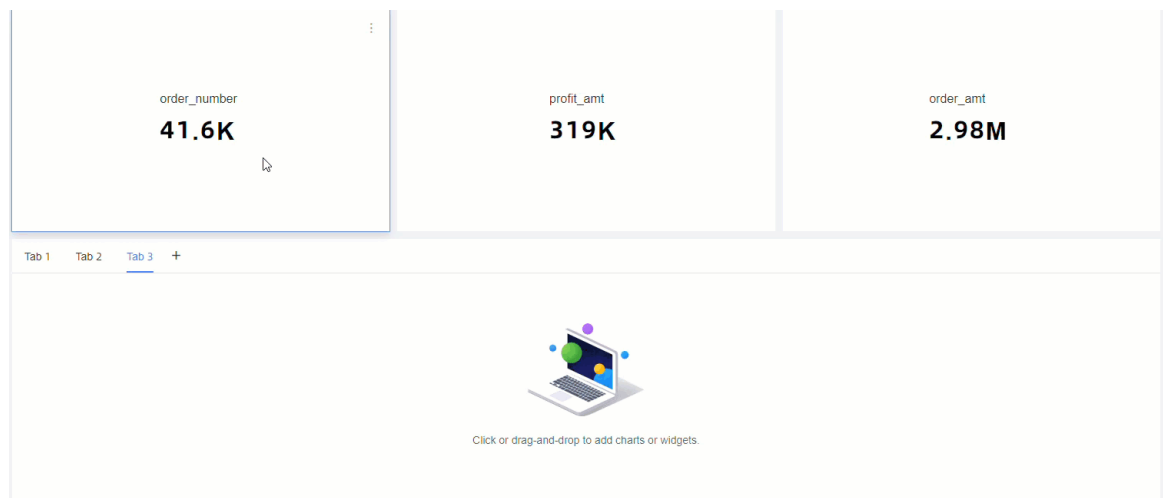 order_number
41.6K
profit_amt
319K
order_amt
2.98M
Tab 1 Tab 2 Tab 3 +
Click or drag-and-drop to add charts or widgets.